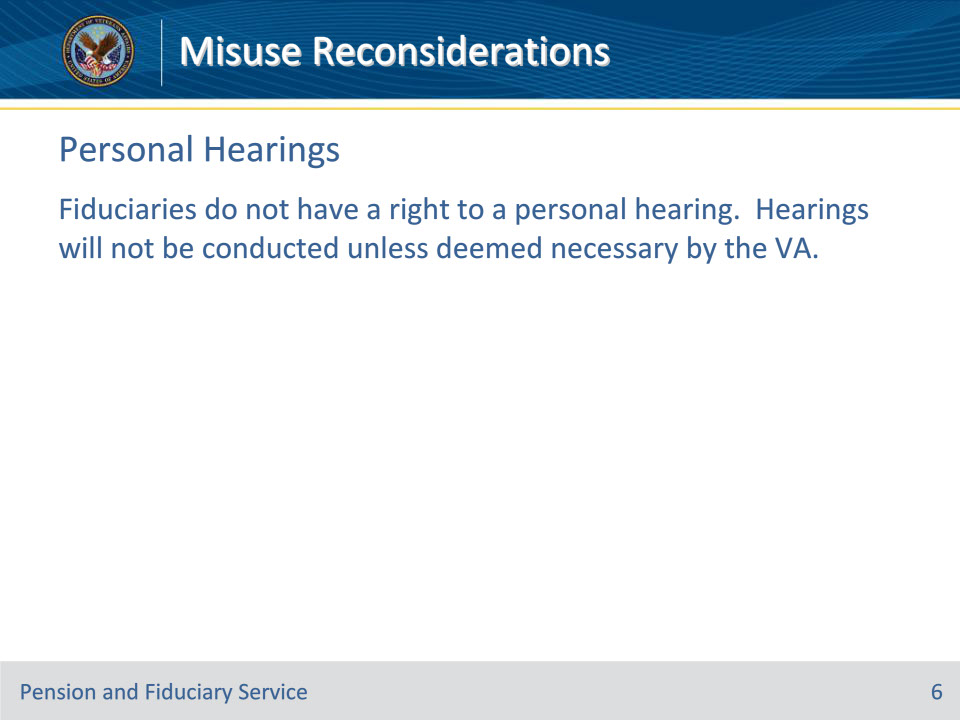 Misuse Reconsiderations
Personal Hearings
Fiduciaries do not have a right to a personal hearing.  Hearings
will not be conducted unless deemed necessary by the VA.
Pension and Fiduciary Service
6